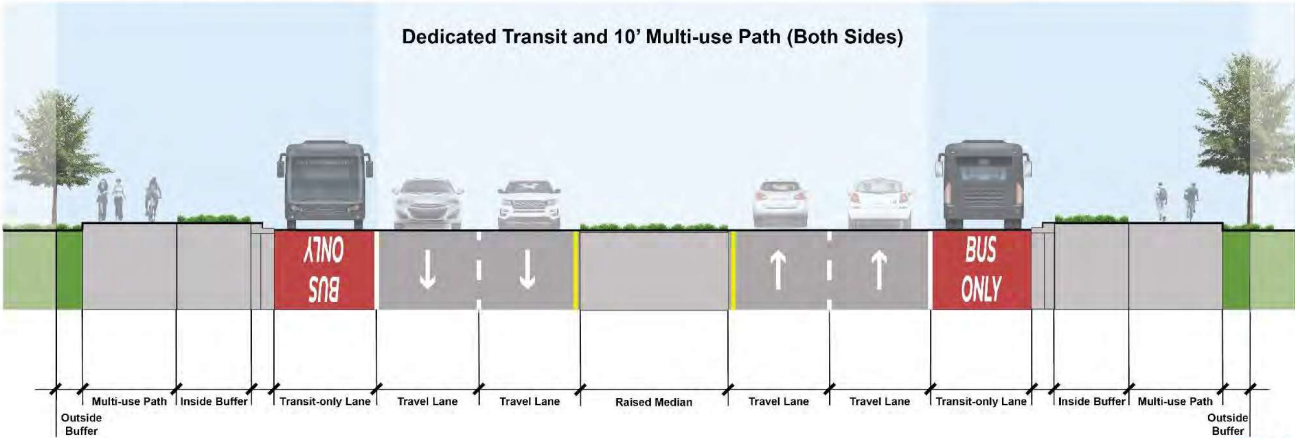 Dedicated Transit and 10’ Multi-use Path (Both Sides)
ONLY
BUS
BUS
ONLY
Multi-use Path
Inside Buffer
Transit-only Lane
Travel Lane
Travel Lane
Raised Median
Travel Lane
Travel Lane
Transit-only Lane
Inside Buffer
Multi-use Path
Outside
Buffer
Outside
Buffer